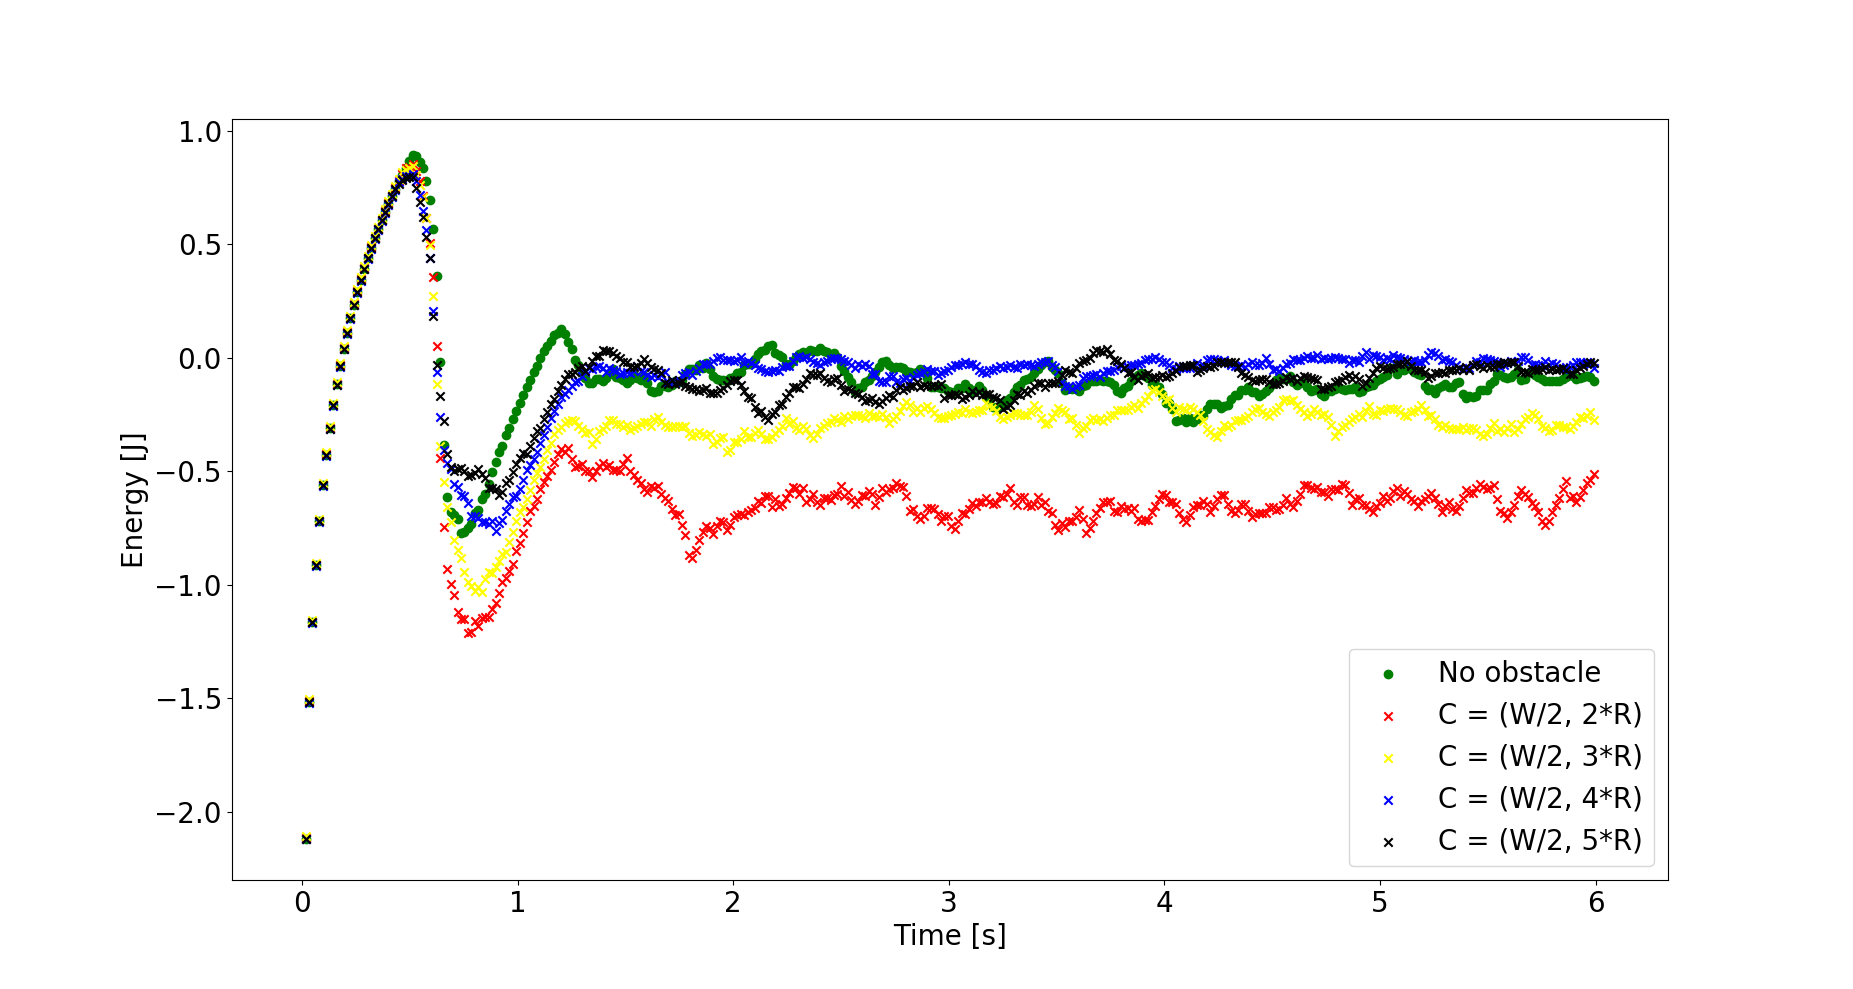 1.0
0.5
0.0
−0.5
−1.0
−1.5
−2.0
Energy [J]
0 1 2 3 4 5 6
Time [s]
No obstacle
C = (W/2, 2*R)
C = (W/2, 3*R)
C = (W/2, 4*R)
C = (W/2, 5*R)